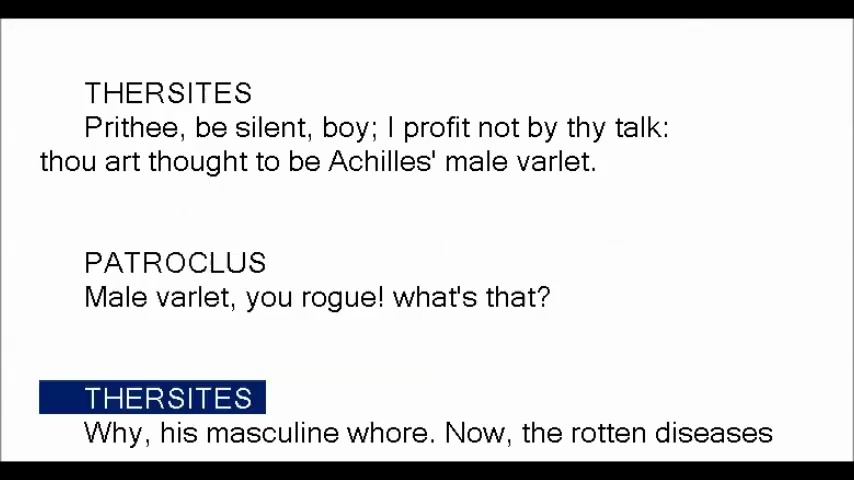 THERSITES
Prithee, be silent, boy; I profit not by thy talk:
thou art thought to be Achilles' male varlet.
PATROCLUS
Male varlet, you rogue! what's that?
THERSITES
Why, his masculine whore. Now, the rotten diseases